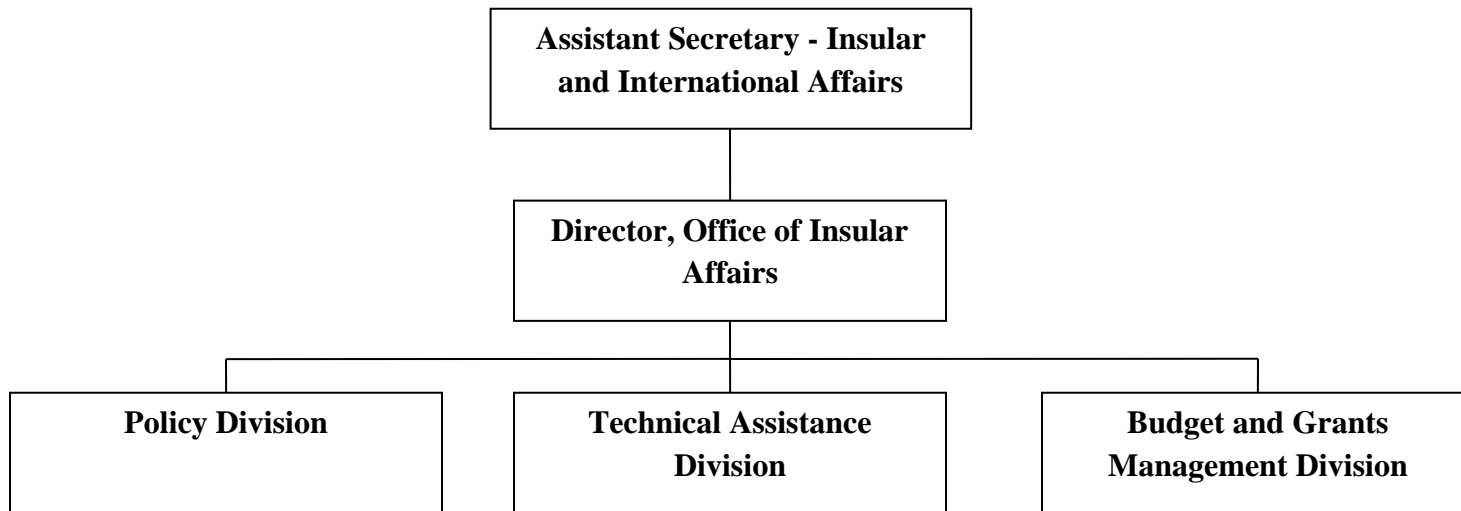 Assistant Secretary - Insular
and International Affairs
Director, Office of Insular
Affairs
Policy Division
Technical Assistance
Division
Budget and Grants
Management Division